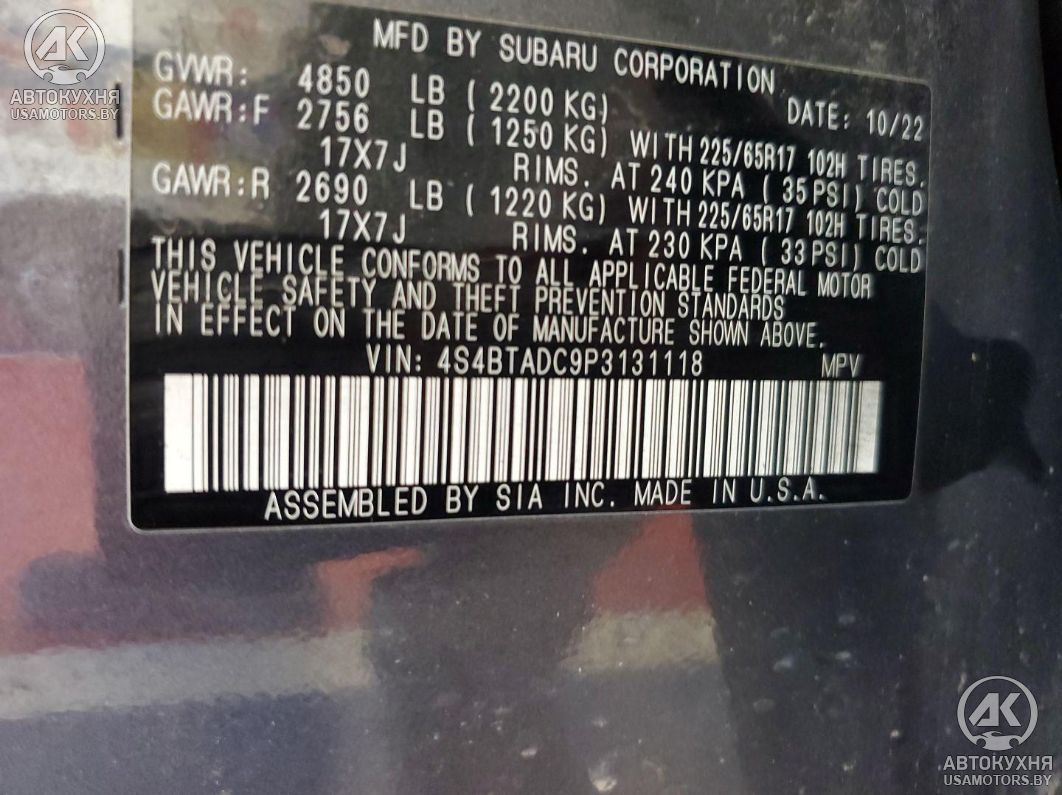 AK
АВТОКУХНЯ
USAMOTORS.BY
MFD BY SUBARU CORPORATION
GVWR: 4850 LB ( 2200 KG) DATE: 10/22
GAWR:F 2756 LB ( 1250 KG) WITH 225/65R17 102H TIRES.
17X7J RIMS. AT 240 KPA ( 35 PSI) COLD
GAWR:R 2690 LB ( 1220 KG) WITH 225/65R17 102H TIRES.
17X7J RIMS. AT 230 KPA ( 33 PSI) COLD
THIS VEHICLE CONFORMS TO ALL APPLICABLE FEDERAL MOTOR
VEHICLE SAFETY AND THEFT PREVENTION STANDARDS
IN EFFECT ON THE DATE OF MANUFACTURE SHOWN ABOVE.
VIN: 4S4BTADC9P3131118 MPV
ASSEMBLED BY SIA INC. MADE IN U.S.A.
AK
АВТОКУХНЯ
USAMOTORS.BY